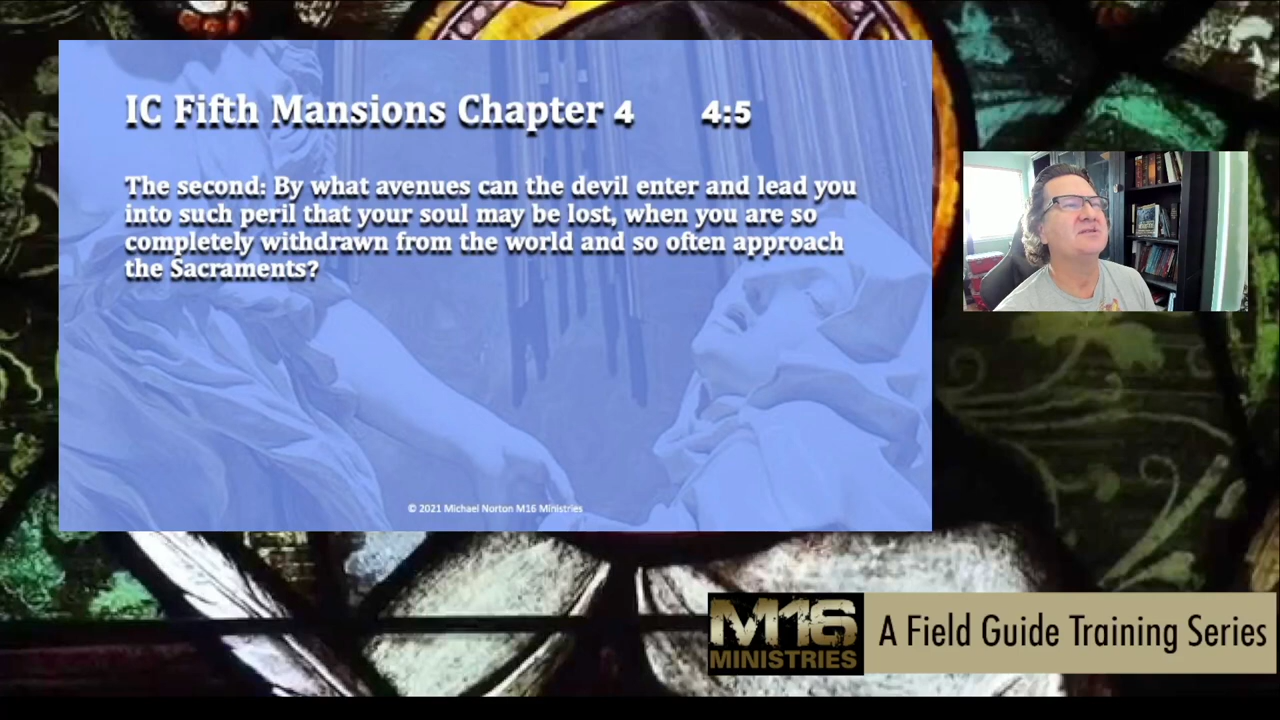 IC Fifth Mansions Chapter 4 4:5
The second: By what avenues can the devil enter and lead you
into such peril that your soul may be lost, when you are so
completely withdrawn from the world and so often approach
the Sacraments?
© 2021 Michael Norton M16 Ministries
M16
MINISTRIES
A Field Guide Training Series